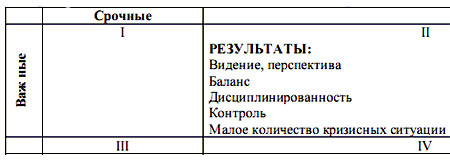 Срочные
I II
Важ ные
РЕЗУЛЬТАТЫ:
Видение, перспектива
Баланс
Дисциплинированность
Контроль
Малое количество кризисных ситуации
III IV